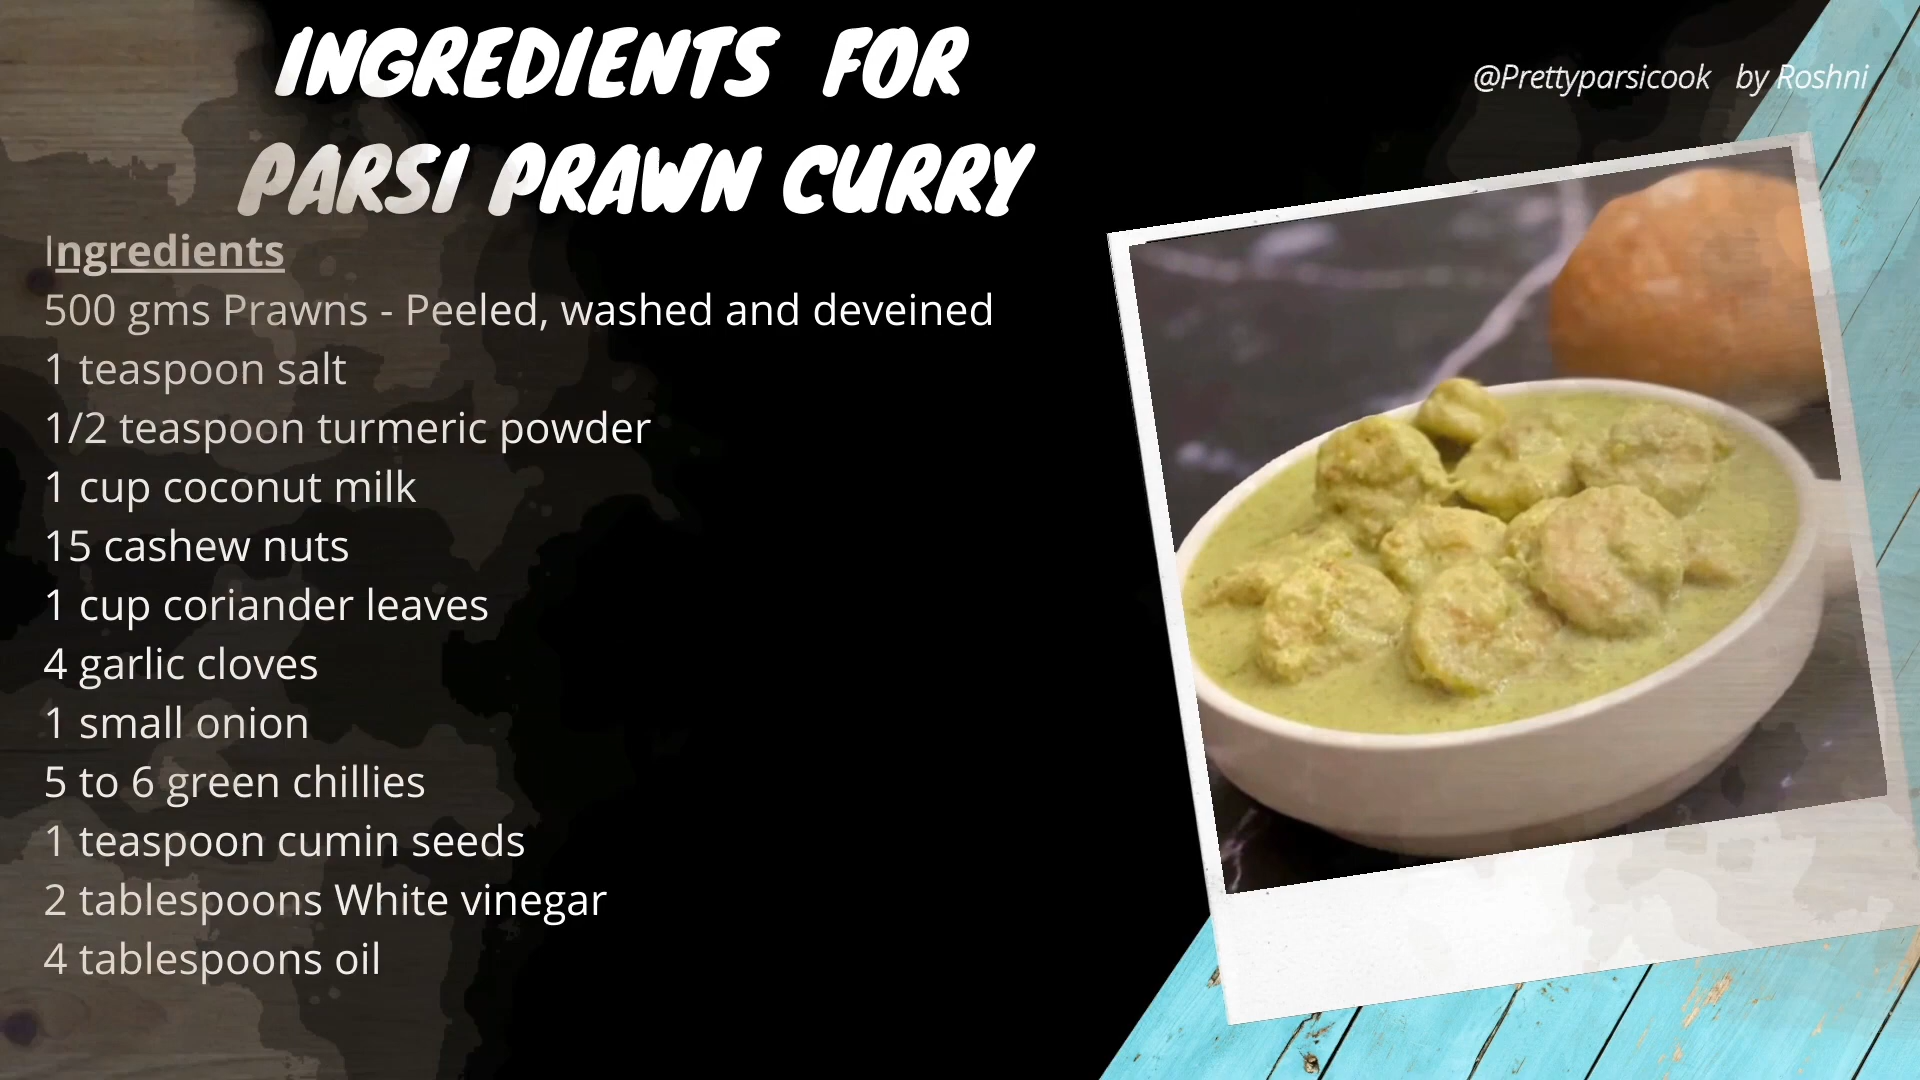 INGREDIENTS FOR
PARSI PRAWN CURRY
@Prettyparsicook by Roshni
Ingredients
500 gms Prawns - Peeled, washed and deveined
1 teaspoon salt
1/2 teaspoon turmeric powder
1 cup coconut milk
15 cashew nuts
1 cup coriander leaves
4 garlic cloves
1 small onion
5 to 6 green chillies
1 teaspoon cumin seeds
2 tablespoons White vinegar
4 tablespoons oil